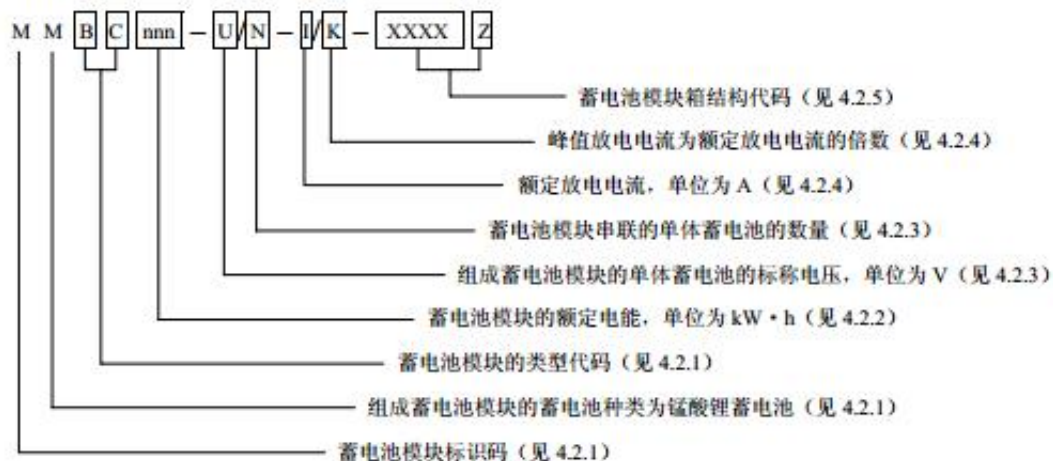 M M B C nnn － U/N － I/K － XXXX Z
蓄电池模块箱结构代码（见 4.2.5）
峰值放电电流为额定放电电流的倍数（见 4.2.4）
额定放电电流，单位为 A（见 4.2.4）
蓄电池模块串联的单体蓄电池的数量（见 4.2.3）
组成蓄电池模块的单体蓄电池的标称电压，单位为 V（见 4.2.3）
蓄电池模块的额定电能，单位为 kW·h（见 4.2.2）
蓄电池模块的类型代码（见 4.2.1）
组成蓄电池模块的蓄电池种类为锰酸锂蓄电池（见 4.2.1）
蓄电池模块标识码（见 4.2.1）